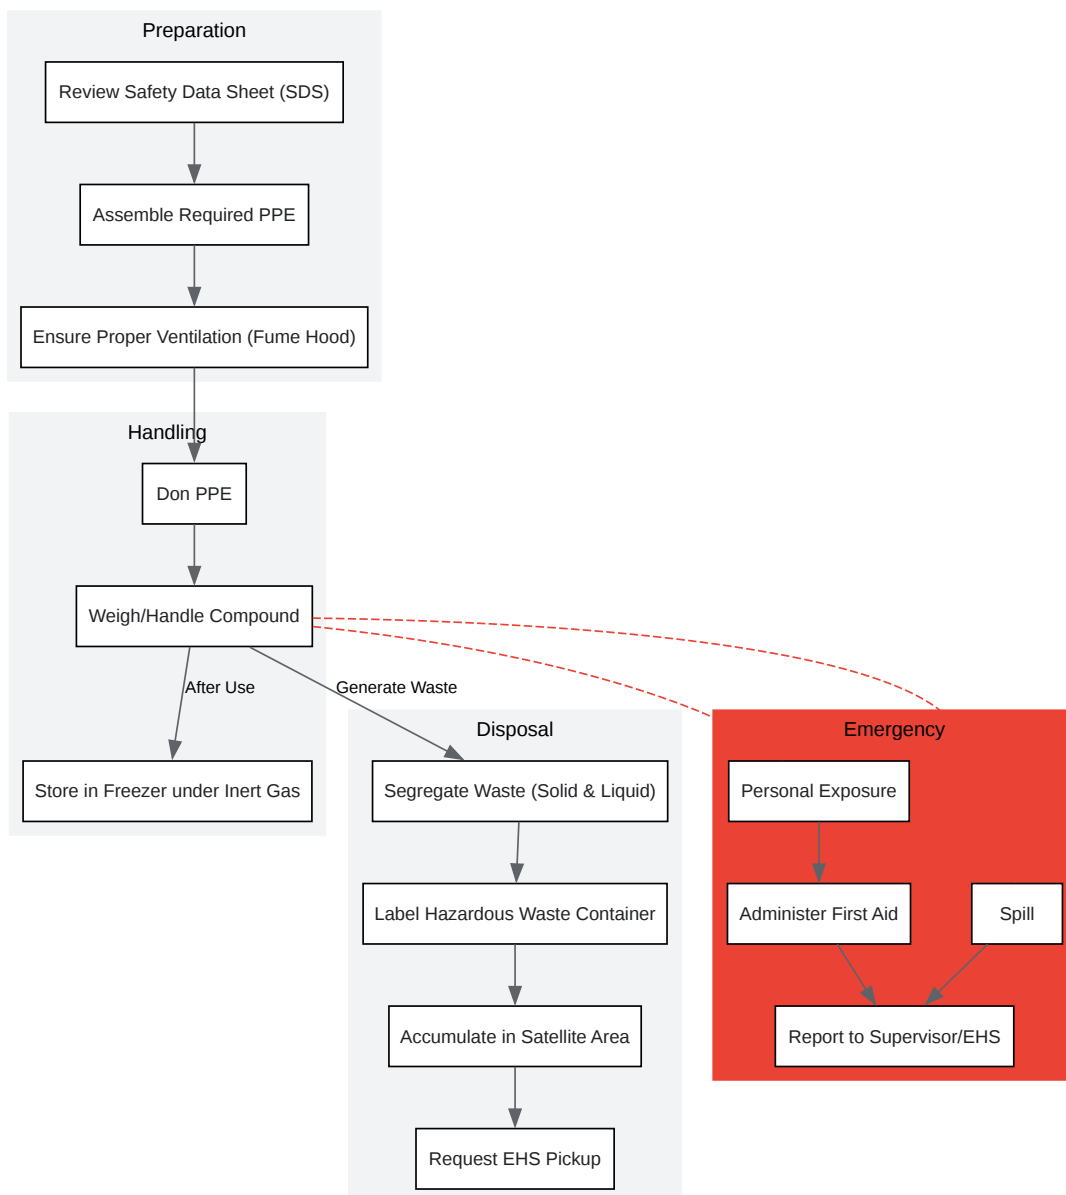 Preparation
Review Safety Data Sheet (SDS)
Assemble Required PPE
Ensure Proper Ventilation (Fume Hood)
Handling
Don PPE
Weigh/Handle Compound
After Use
Generate Waste
Store in Freezer under Inert Gas
Disposal
Segregate Waste (Solid & Liquid)
Label Hazardous Waste Container
Accumulate in Satellite Area
Request EHS Pickup
Emergency
Personal Exposure
Administer First Aid
Spill
Report to Supervisor/EHS